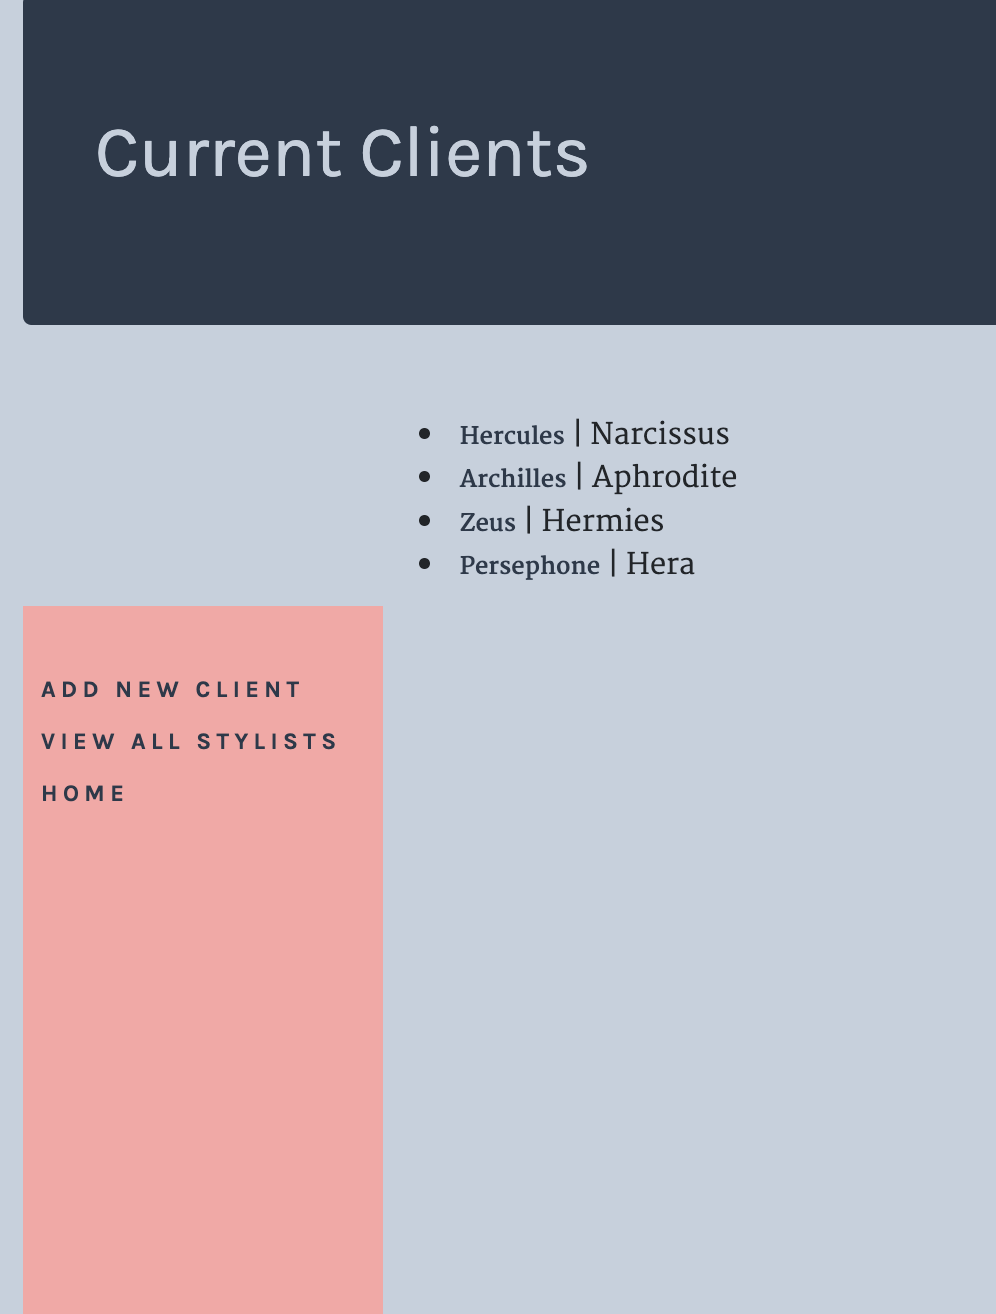 Current Clients
Hercules | Narcissus
Archilles | Aphrodite
Zeus | Hermies
Persephone | Hera
ADD NEW CLIENT
VIEW ALL STYLISTS
HOME